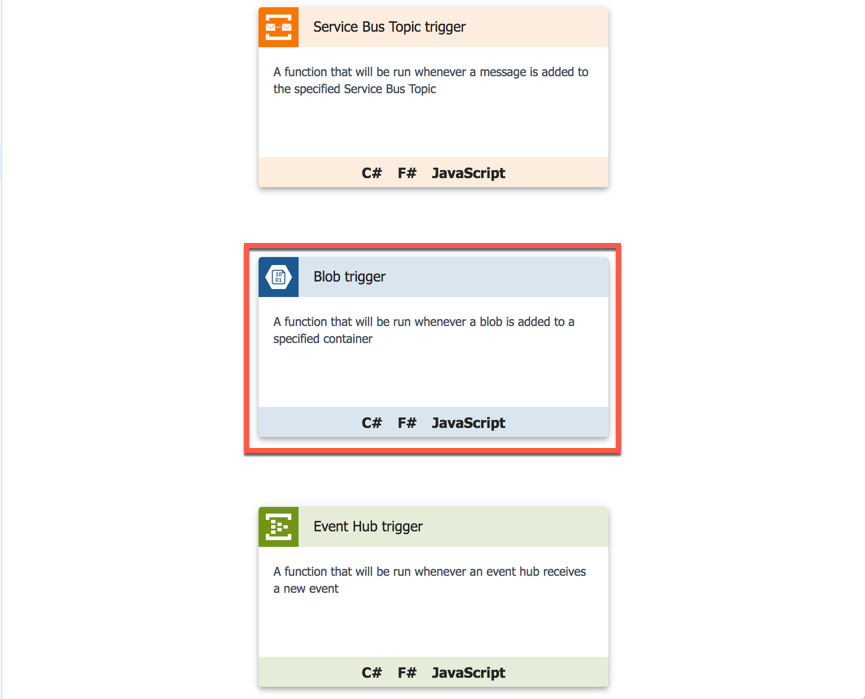 Service Bus Topic trigger
A function that will be run whenever a message is added to
the specified Service Bus Topic
C# F# JavaScript
Blob trigger
10
01
A function that will be run whenever a blob is added to a
specified container
C# F# JavaScript
Event Hub trigger
A function that will be run whenever an event hub receives
a new event
C# F# JavaScript